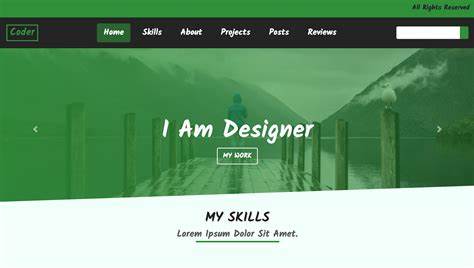 All Rights Reserved
Coder Home Skills About Projects Posts Reviews
I Am Designer
MY WORK
MY SKILLS
Lorem Ipsum Dolor Sit Amet.